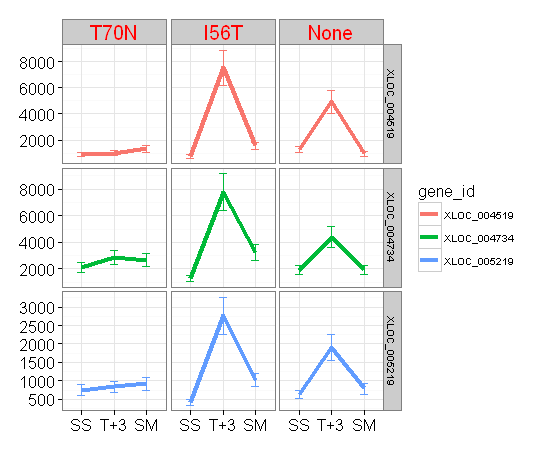 T70N I56T None
8000
6000
4000
2000
XLOC_004519
8000
6000
4000
2000
XLOC_004734
3000
2500
2000
1500
1000
500
XLOC_005219
SS T+3 SM SS T+3 SM SS T+3 SM
gene_id
XLOC_004519
XLOC_004734
XLOC_005219